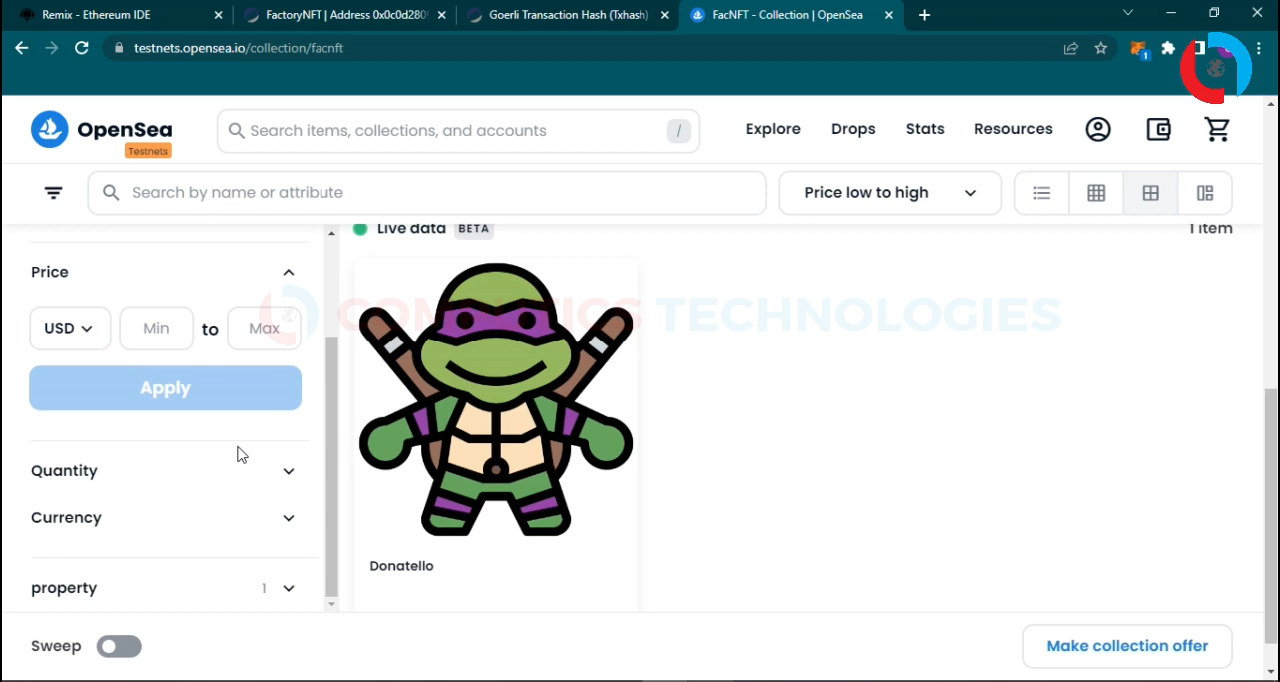 Remix - Ethereum IDE
FactoryNFT | Address 0x0c0d280
Goerli Transaction Hash (Txhash)
FacNFT - Collection | OpenSea
testnets.opensea.io/collection/facnft
1
OpenSea
Testnets
Search items, collections, and accounts
/
Explore
Drops
Stats
Resources
Search by name or attribute
Price low to high
Live data BETA
1 item
Price
USD
Min
to
Max
TECHNOLOGIES
Apply
Quantity
Currency
property
1
Donatello
Sweep
Make collection offer